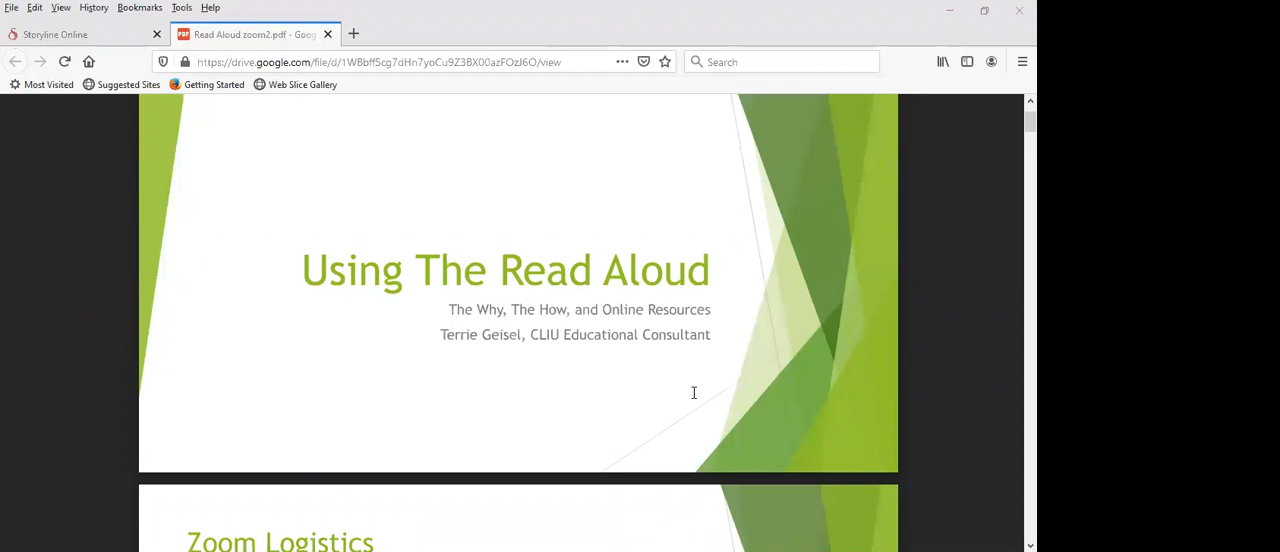 File Edit View History Bookmarks Tools Help
Storyline Online
PDF Read Aloud zoom2.pdf - Goog
https://drive.google.com/file/d/1WBbff5cg7dHn7yoCu9Z3BX00azFOzJ6O/view
Search
Most Visited Suggested Sites Getting Started Web Slice Gallery
Using The Read Aloud
The Why, The How, and Online Resources
Terrie Geisel, CLIU Educational Consultant
Zoom Logistics